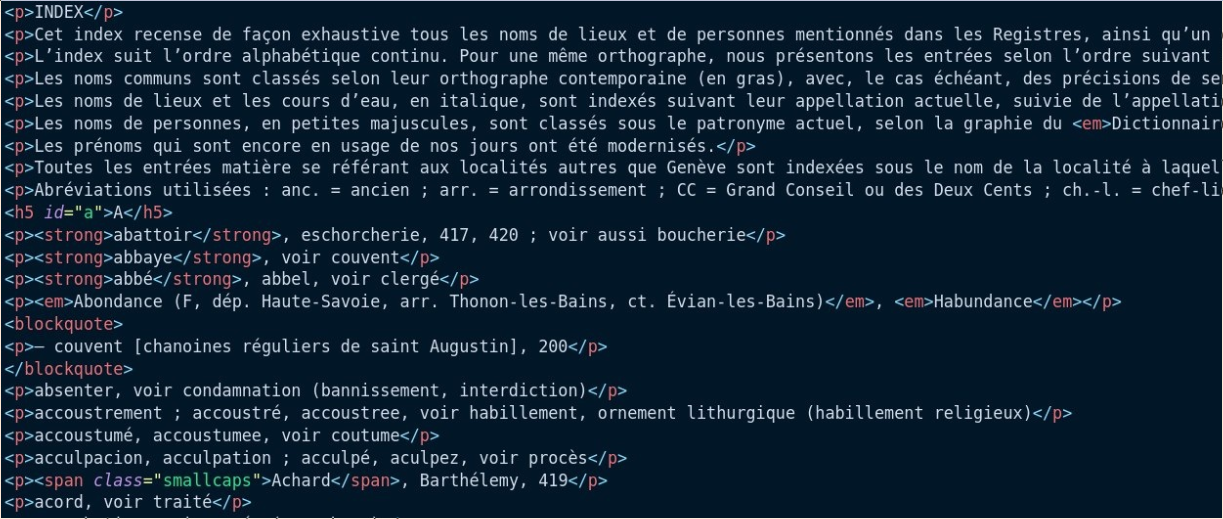 <p>INDEX</p>
<p>Cet index recense de façon exhaustive tous les noms de lieux et de personnes mentionnés dans les Registres, ainsi qu’un
<p>L’index suit l’ordre alphabétique continu. Pour une même orthographe, nous présentons les entrées selon l’ordre suivant
<p>Les noms communs sont classés selon leur orthographe contemporaine (en gras), avec, le cas échéant, des précisions de se
<p>Les noms de lieux et les cours d’eau, en italique, sont indexés suivant leur appellation actuelle, suivie de l’appellati
<p>Les noms de personnes, en petites majuscules, sont classés sous le patronyme actuel, selon la graphie du <em>Dictionnair
<p>Les prénoms qui sont encore en usage de nos jours ont été modernisés.</p>
<p>Toutes les entrées matière se référant aux localités autres que Genève sont indexées sous le nom de la localité à laquel
<p>Abréviations utilisées : anc. = ancien ; arr. = arrondissement ; CC = Grand Conseil ou des Deux Cents ; ch.-l. = chef-li
<h5 id="a">A</h5>
<p><strong>abattoir</strong>, eschorcherie, 417, 420 ; voir aussi boucherie</p>
<p><strong>abbaye</strong>, voir couvent</p>
<p><strong>abbé</strong>, abbel, voir clergé</p>
<p><em>Abondance (F, dép. Haute-Savoie, arr. Thonon-les-Bains, ct. Évian-les-Bains)</em>, <em>Habundance</em></p>
<blockquote>
<p>— couvent [chanoines réguliers de saint Augustin], 200</p>
</blockquote>
<p>absenter, voir condamnation (bannissement, interdiction)</p>
<p>accoustrement ; accoustré, accoustree, voir habillement, ornement lithurgique (habillement religieux)</p>
<p>accoustumé, accoustumee, voir coutume</p>
<p>acculpacion, acculpation ; acculpé, aculpez, voir procès</p>
<p><span class="smallcaps">Achard</span>, Barthélemy, 419</p>
<p>acord, voir traité</p>